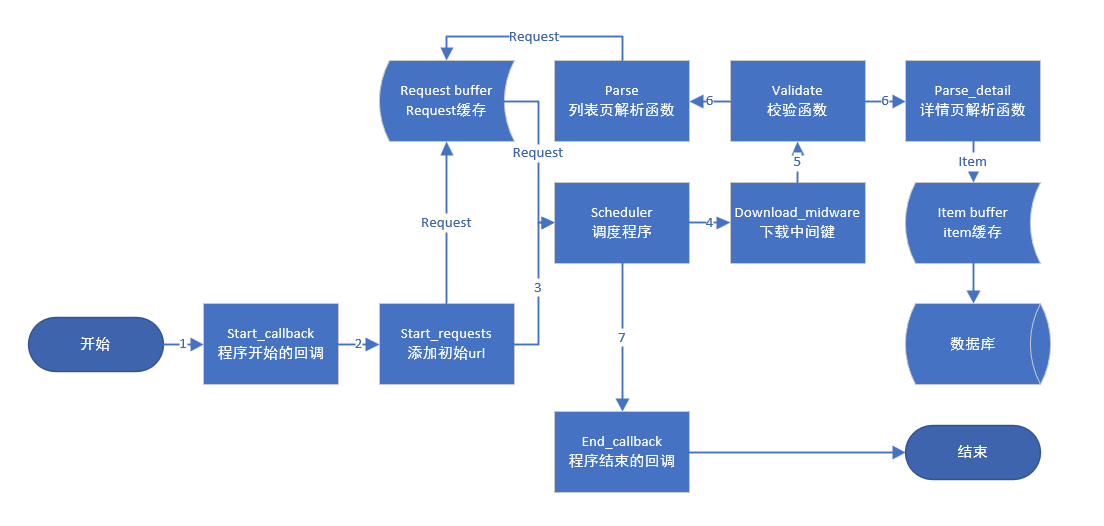 Request
Request buffer
Request缓存
Parse
列表页解析函数
6
Validate
校验函数
6
Parse_detail
详情页解析函数
Request
5
Item
Request
Scheduler
调度程序
4
Download_midware
下载中间键
Item buffer
item缓存
3
开始
1
Start_callback
程序开始的回调
2
Start_requests
添加初始url
7
数据库
End_callback
程序结束的回调
结束